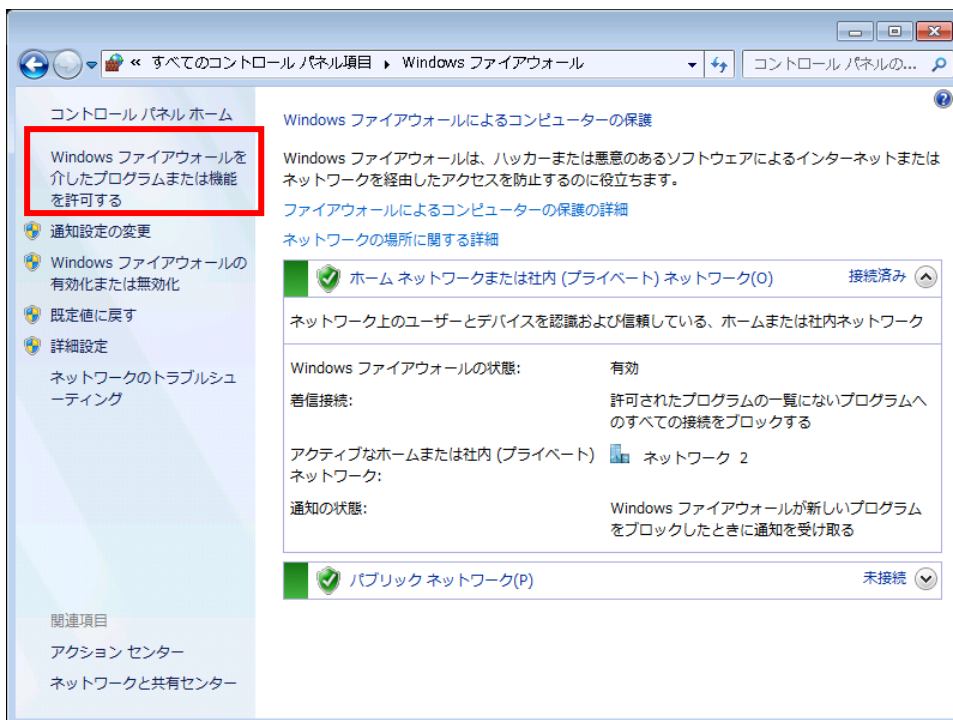 « すべてのコントロール パネル項目 ▸ Windows ファイアウォール
コントロール パネルの...
コントロール パネル ホーム
Windows ファイアウォールを
介したプログラムまたは機能
を許可する
通知設定の変更
Windows ファイアウォールの
有効化または無効化
既定値に戻す
詳細設定
ネットワークのトラブルシュ
ーティング
関連項目
アクション センター
ネットワークと共有センター
Windows ファイアウォールによるコンピューターの保護
Windows ファイアウォールは、ハッカーまたは悪意のあるソフトウェアによるインターネットまたは
ネットワークを経由したアクセスを防止するのに役立ちます。
ファイアウォールによるコンピューターの保護の詳細
ネットワークの場所に関する詳細
ホーム ネットワークまたは社内 (プライベート) ネットワーク(O) 接続済み
ネットワーク上のユーザーとデバイスを認識および信頼している、ホームまたは社内ネットワーク
Windows ファイアウォールの状態: 有効
着信接続: 許可されたプログラムの一覧にないプログラムへ
のすべての接続をブロックする
アクティブなホームまたは社内 (プライベート) ネットワーク 2
ネットワーク:
通知の状態: Windows ファイアウォールが新しいプログラム
をブロックしたときに通知を受け取る
パブリック ネットワーク(P) 未接続